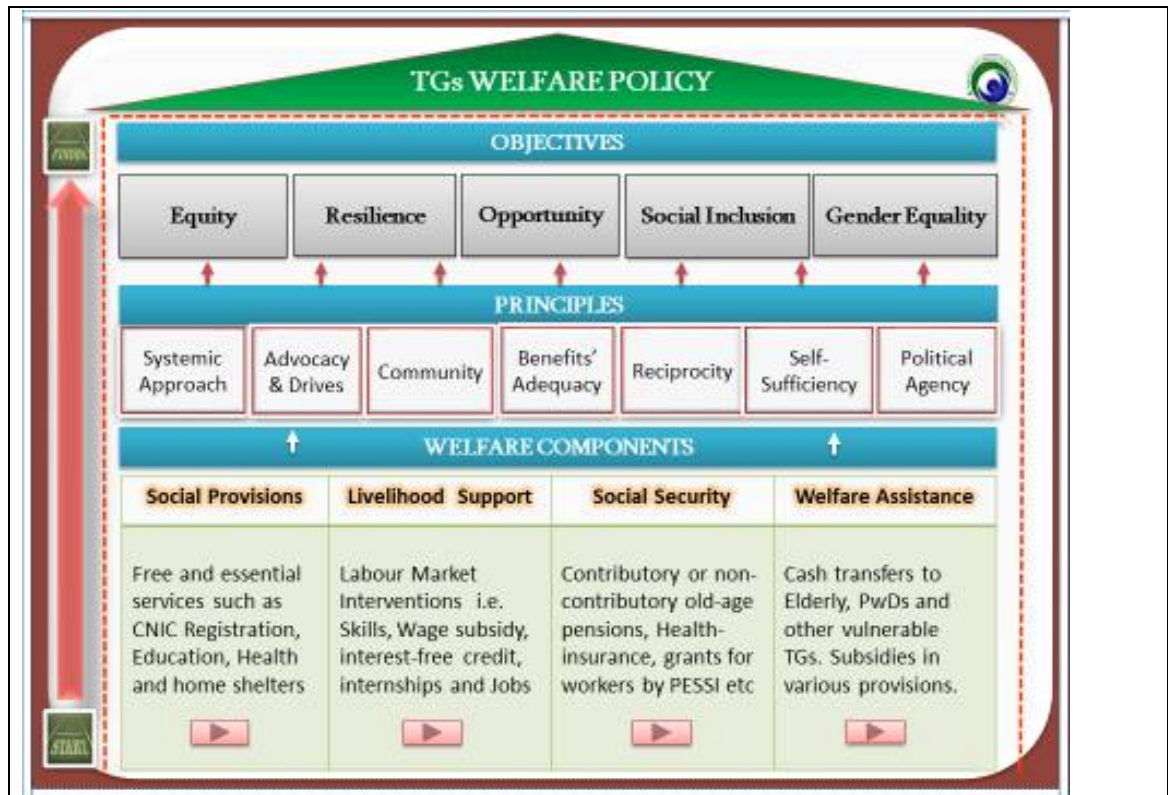 TGs WELFARE POLICY
OBJECTIVES
Equity
Resilience
Opportunity
Social Inclusion
Gender Equality
PRINCIPLES
Systemic
Approach
Advocacy
& Drives
Community
Benefits'
Adequacy
Reciprocity
Self-
Sufficiency
Political
Agency
WELFARE COMPONENTS
Social Provisions
Livelihood Support
Social Security
Welfare Assistance
Free and essential
services such as
CNIC Registration,
Education, Health
and home shelters
Labour Market
Interventions i.e.
Skills, Wage subsidy,
interest-free credit,
internships and Jobs
Contributory or non-
contributory old-age
pensions, Health-
insurance, grants for
workers by PESSI etc
Cash transfers to
Elderly, PwDs and
other vulnerable
TGs. Subsidies in
various provisions.
START